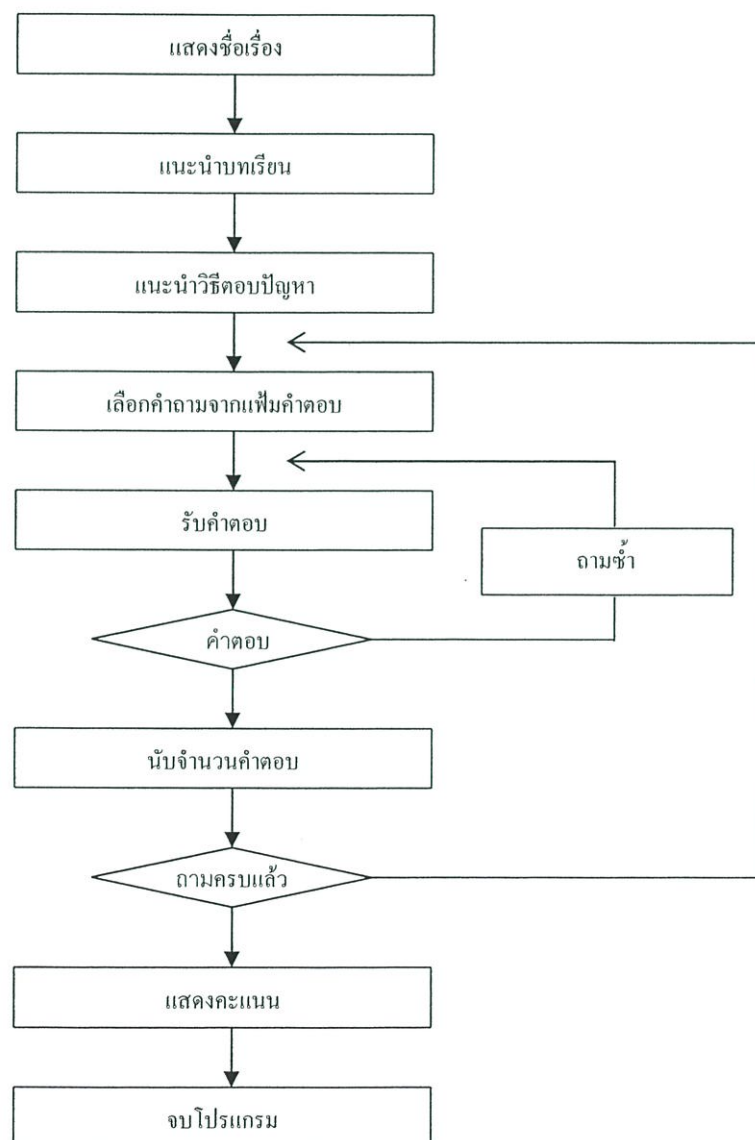 แสดงชื่อเรื่อง
แนะนำบทเรียน
แนะนำวิธีตอบปัญหา
เลือกคำถามจากแฟ้มคำตอบ
รับคำตอบ
ถามซ้ำ
คำตอบ
นับจำนวนคำตอบ
ถามครบแล้ว
แสดงคะแนน
จบโปรแกรม